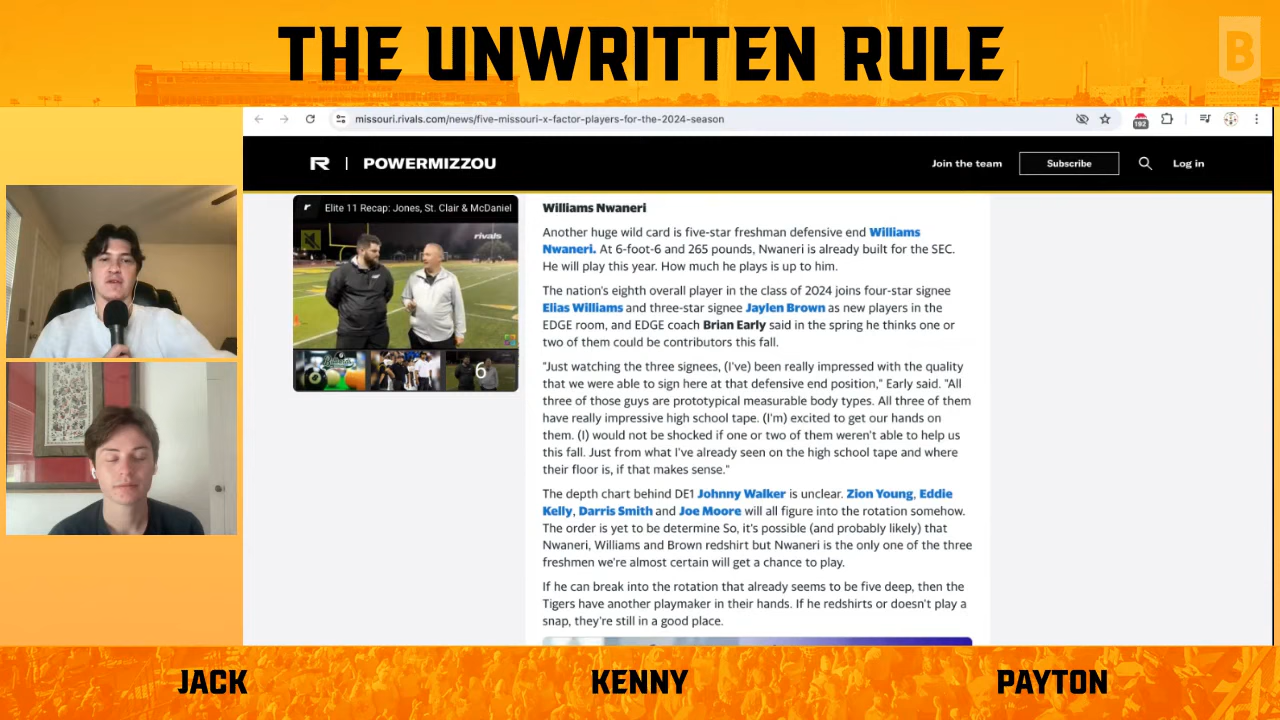 THE UNWRITTEN RULE
B
missouri.rivals.com/news/five-missouri-x-factor-players-for-the-2024-season
192
R | POWERMIZZOU
Join the team
Subscribe
Log in
Elite 11 Recap: Jones, St. Clair & McDaniel
rivals
6
Williams Nwaneri
Another huge wild card is five-star freshman defensive end Williams
Nwaneri. At 6-foot-6 and 265 pounds, Nwaneri is already built for the SEC.
He will play this year. How much he plays is up to him.
The nation's eighth overall player in the class of 2024 joins four-star signee
Elias Williams and three-star signee Jaylen Brown as new players in the
EDGE room, and EDGE coach Brian Early said in the spring he thinks one or
two of them could be contributors this fall.
"Just watching the three signees, (I've) been really impressed with the quality
that we were able to sign here at that defensive end position," Early said. "All
three of those guys are prototypical measurable body types. All three of them
have really impressive high school tape. (I'm) excited to get our hands on
them. (I) would not be shocked if one or two of them weren't able to help us
this fall. Just from what I've already seen on the high school tape and where
their floor is, if that makes sense."
The depth chart behind DE1 Johnny Walker is unclear. Zion Young, Eddie
Kelly, Darris Smith and Joe Moore will all figure into the rotation somehow.
The order is yet to be determine So, it's possible (and probably likely) that
Nwaneri, Williams and Brown redshirt but Nwaneri is the only one of the three
freshmen we're almost certain will get a chance to play.
If he can break into the rotation that already seems to be five deep, then the
Tigers have another playmaker in their hands. If he redshirts or doesn't play a
snap, they're still in a good place.
JACK
KENNY
PAYTON